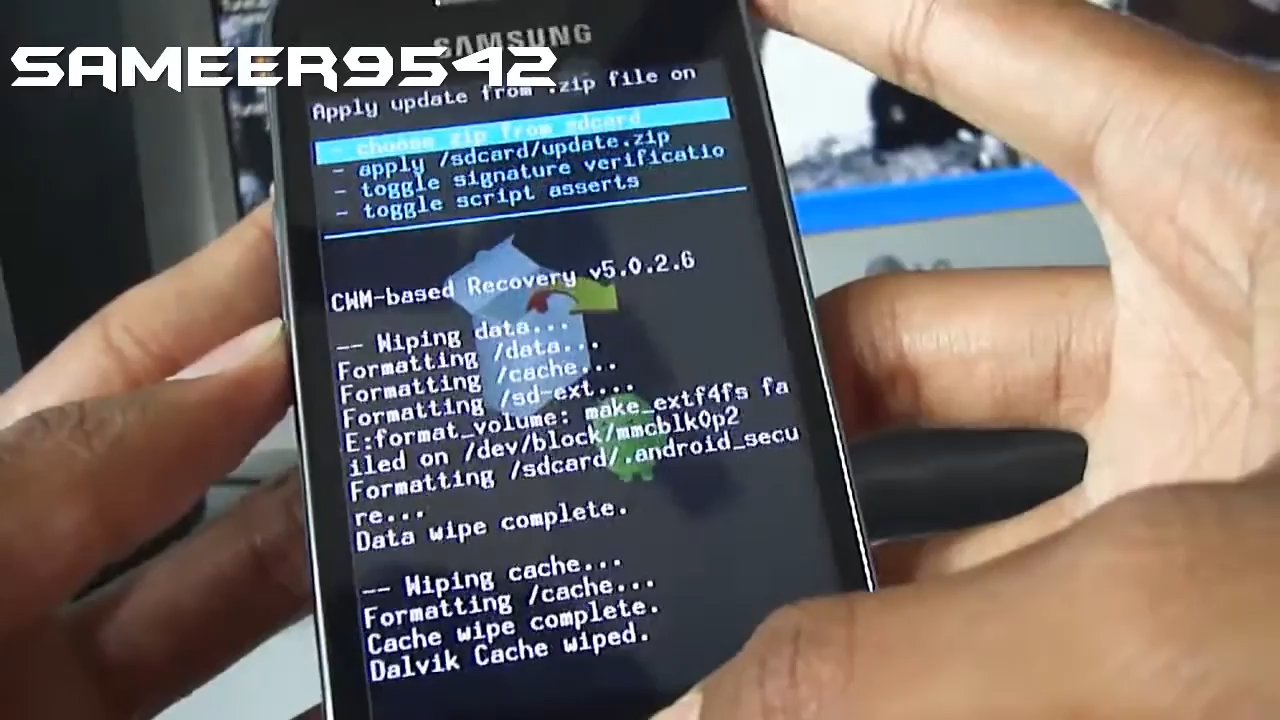 SAMSUNG
SAMEER9542
Apply update from .zip file on
- choose zip from sdcard
- apply /sdcard/update.zip
- toggle signature verificatio
- toggle script asserts
CWM-based Recovery v5.0.2.6
-- Wiping data...
Formatting /data...
Formatting /cache...
Formatting /sd-ext...
E:format_volume: make_extf4fs fa
iled on /dev/block/mmcblk0p2
Formatting /sdcard/.android_secu
re...
Data wipe complete.
-- Wiping cache...
Formatting /cache...
Cache wipe complete.
Dalvik Cache wiped.